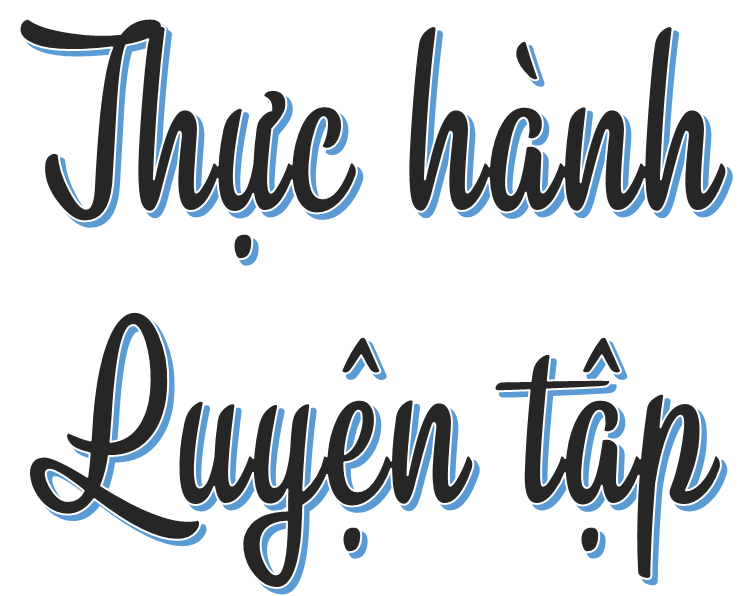 Thực hành
Luyện tập